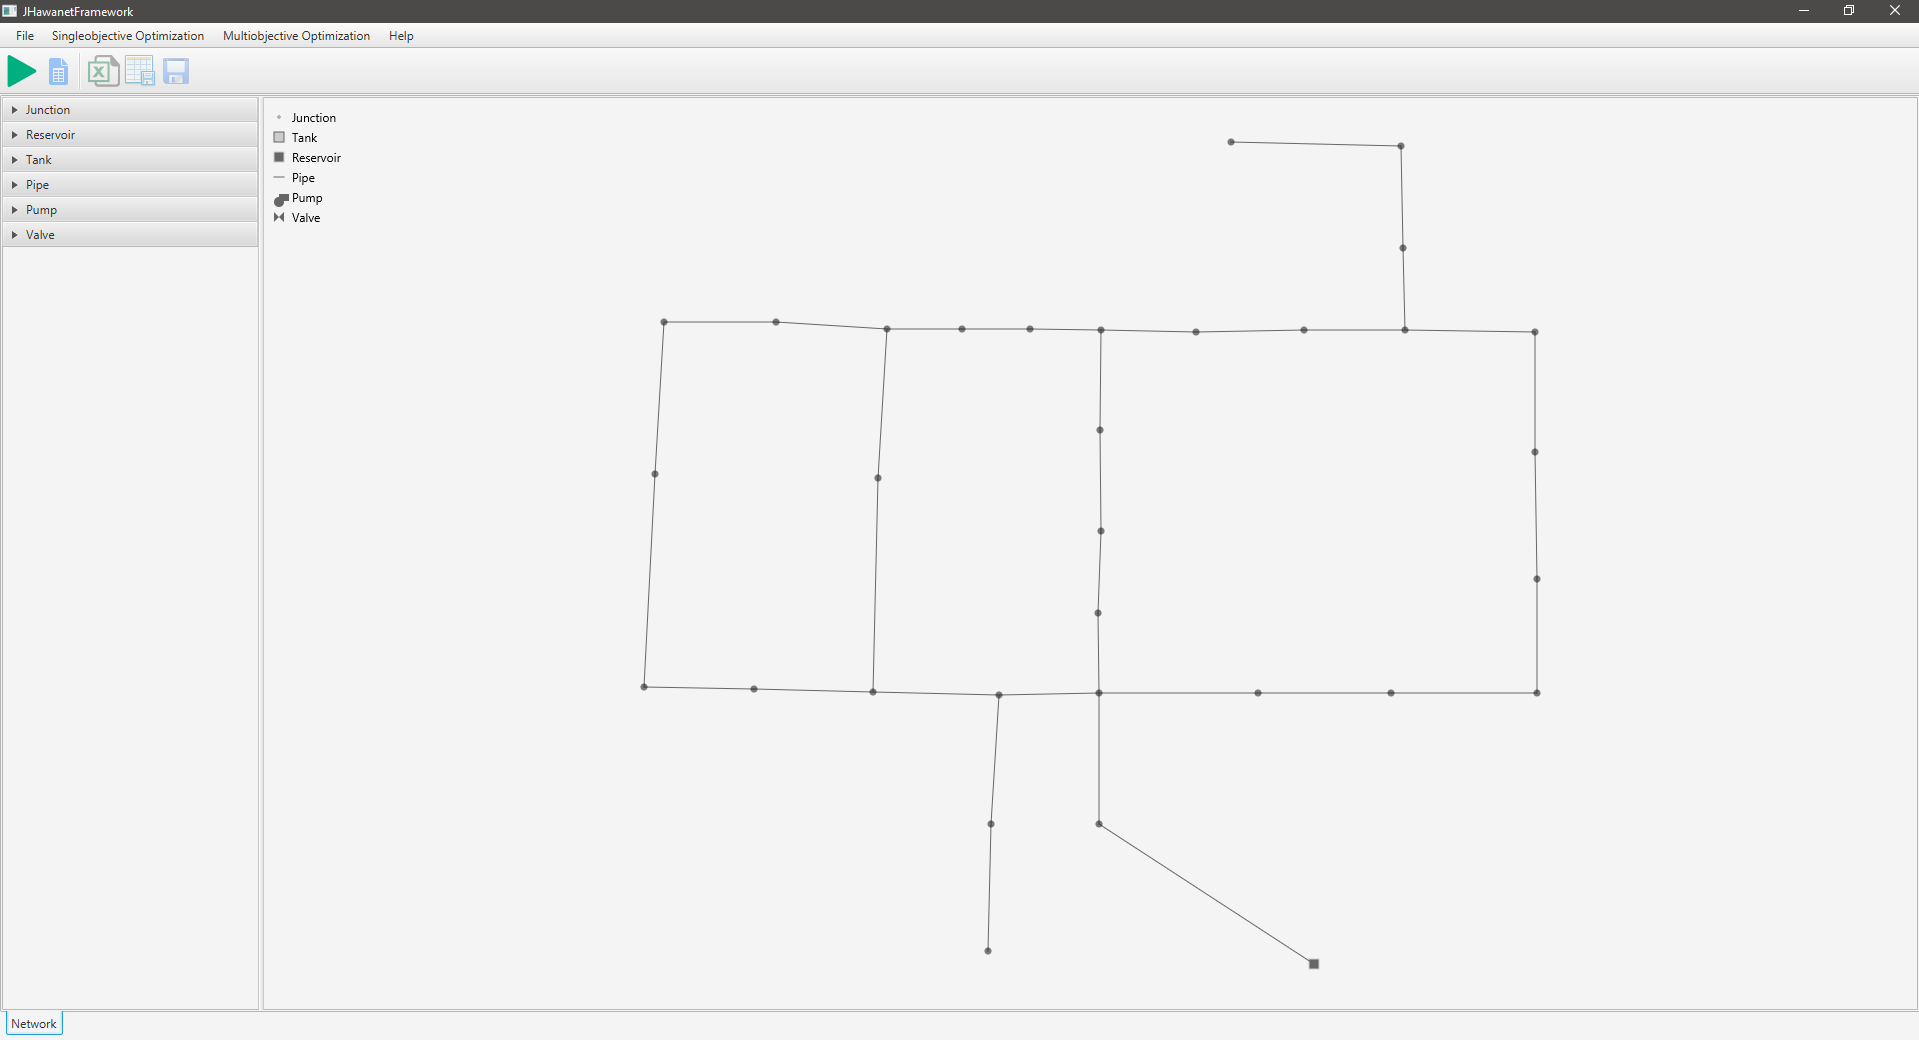 JHawanetFramework
File Singleobjective Optimization Multiobjective Optimization Help
Junction
Reservoir
Tank
Pipe
Pump
Valve
Junction
Tank
Reservoir
Pipe
Pump
Valve
Network